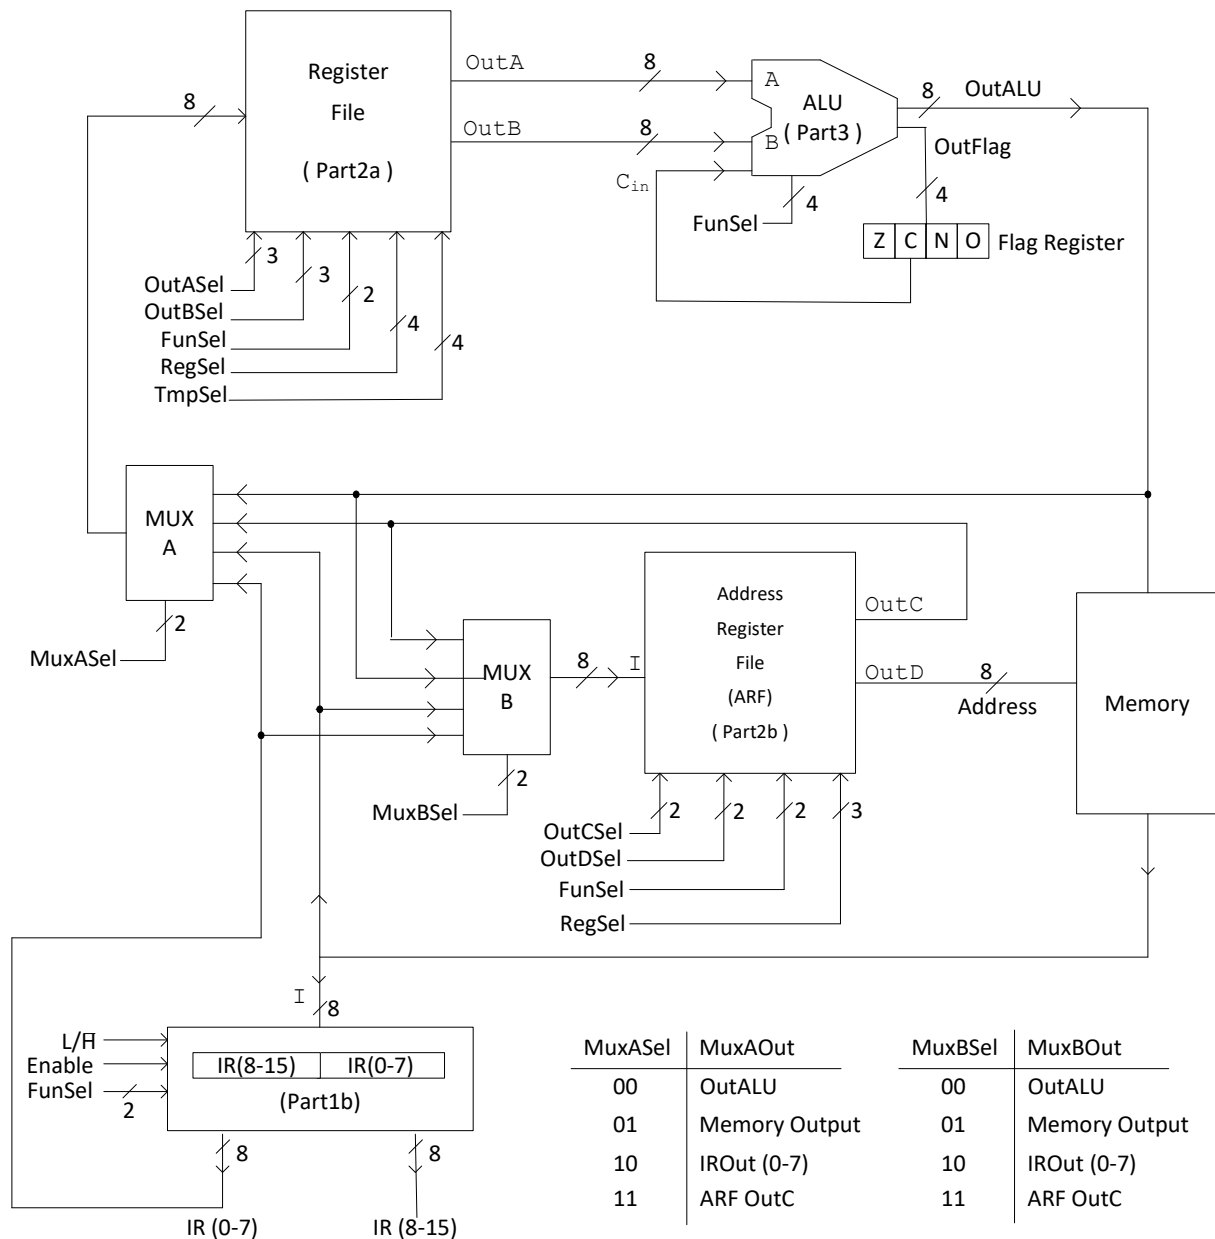 Register
File
( Part2a )
8
OutA
8
OutB
8
A
B
ALU
( Part3 )
8
OutALU
OutFlag
4
C_in
FunSel
4
Z C N O
Flag Register
OutASel
3
OutBSel
3
FunSel
2
RegSel
4
TmpSel
4
MUX
A
2
MuxASel
MUX
B
2
MuxBSel
8
I
Address
Register
File
(ARF)
( Part2b )
OutC
OutD
8
Address
Memory
OutCSel
2
OutDSel
2
FunSel
2
RegSel
3
I
8
L/H̅
Enable
FunSel
2
IR(8-15) IR(0-7)
(Part1b)
8
8
IR (0-7)
IR (8-15)
MuxASel MuxAOut
00 OutALU
01 Memory Output
10 IROut (0-7)
11 ARF OutC
MuxBSel MuxBOut
00 OutALU
01 Memory Output
10 IROut (0-7)
11 ARF OutC